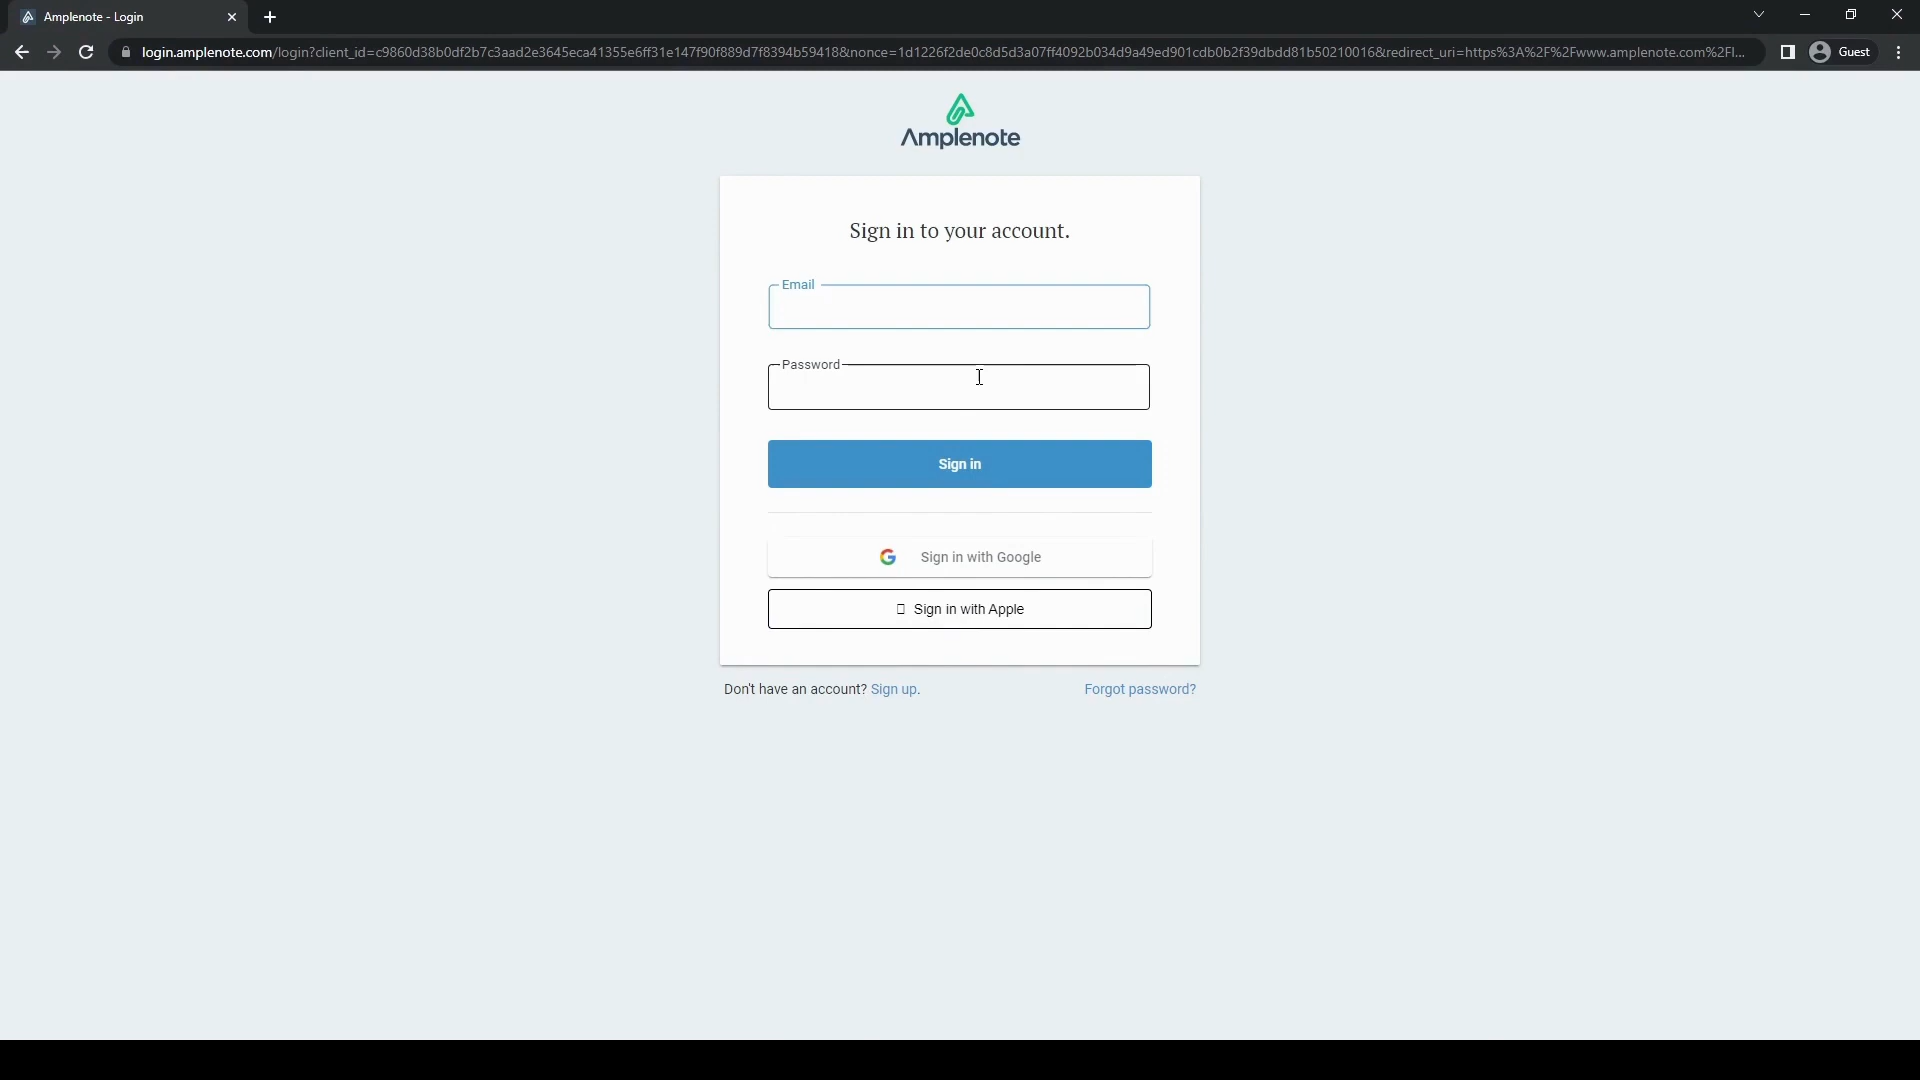 Amplenote - Login
login.amplenote.com/login?client_id=c9860d38b0df2b7c3aad2e3645eca41355e6ff31e147f90f889d7f8394b59418&nonce=1d1226f2de0c8d5d3a07ff4092b034d9a49ed901cdb0b2f39dbdd81b50210016&redirect_uri=https%3A%2F%2Fwww.amplenote.com%2Fl...
Guest
Amplenote
Sign in to your account.
Email
Password
Sign in
Sign in with Google
Sign in with Apple
Don't have an account? Sign up.
Forgot password?